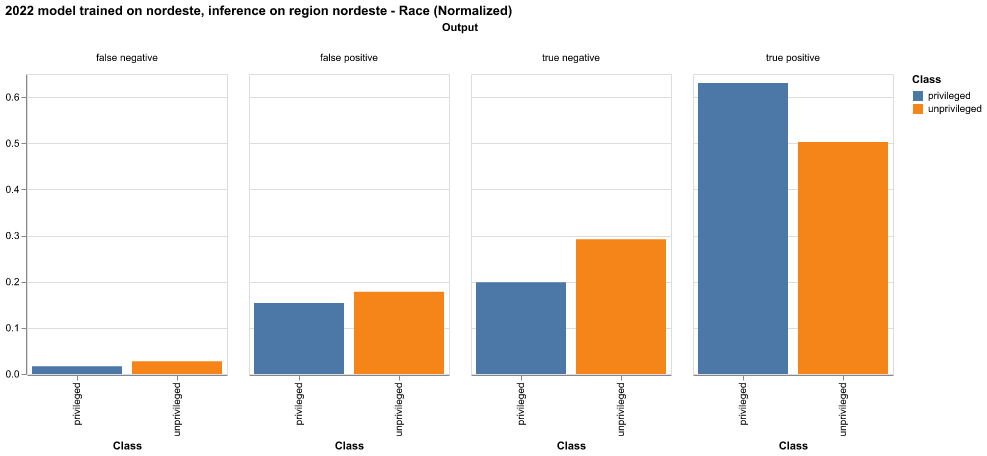 2022 model trained on nordeste, inference on region nordeste - Race (Normalized)
Output
false negative
false positive
true negative
true positive
Class
privileged
unprivileged
0.6
0.5
0.4
0.3
0.2
0.1
0.0
privileged
unprivileged
privileged
unprivileged
privileged
unprivileged
privileged
unprivileged
Class
Class
Class
Class